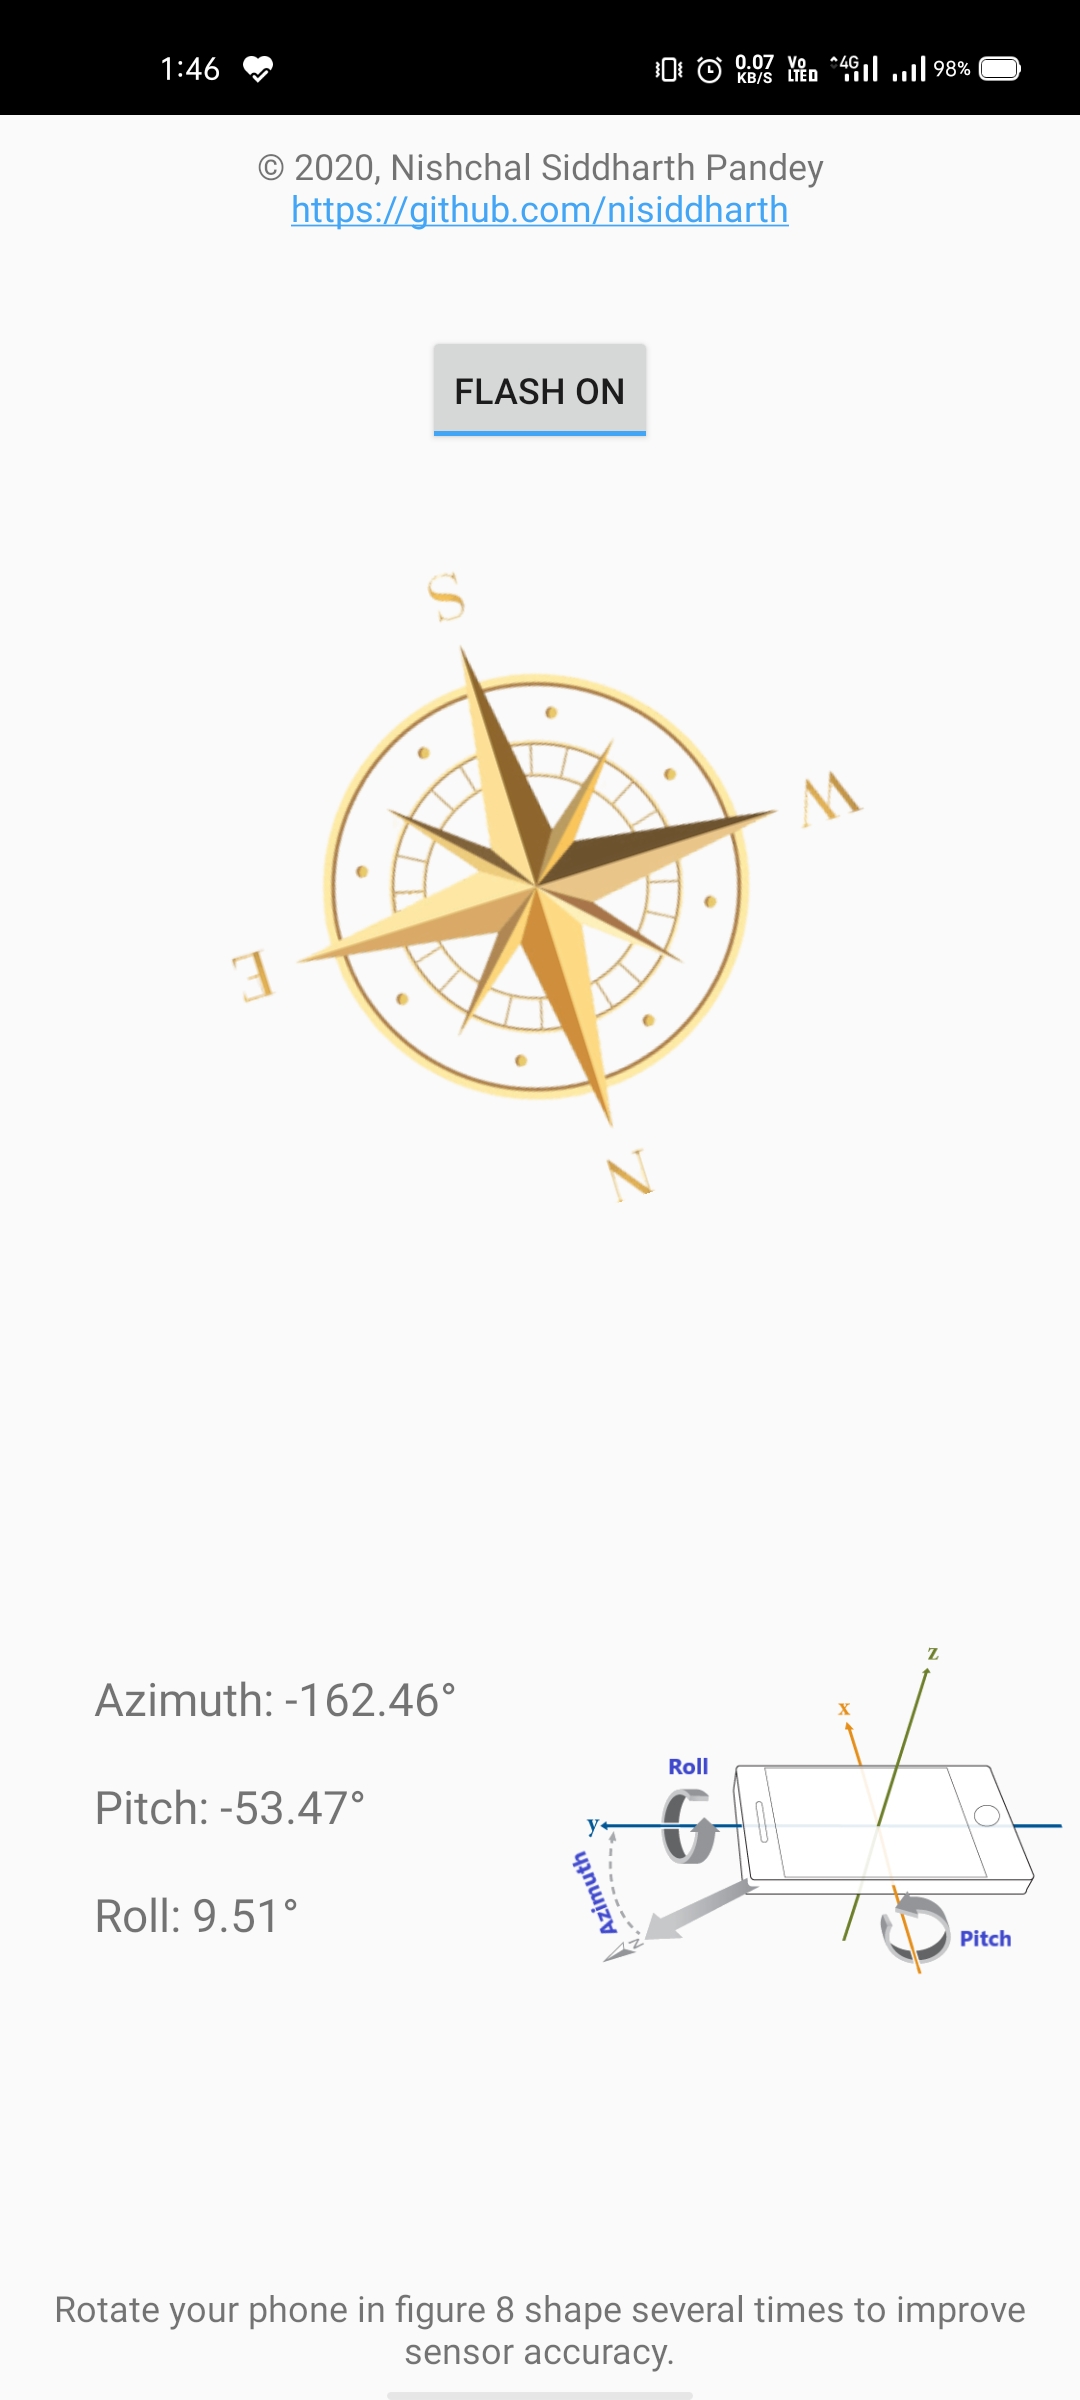 1:46
0.07
KB/S
Vo
LTE
4G
98%
© 2020, Nishchal Siddharth Pandey
https://github.com/nisiddharth
FLASH ON
S
W
E
N
Azimuth: -162.46°
Pitch: -53.47°
Roll: 9.51°
z
x
Roll
y
Azimuth
N
Pitch
Rotate your phone in figure 8 shape several times to improve
sensor accuracy.